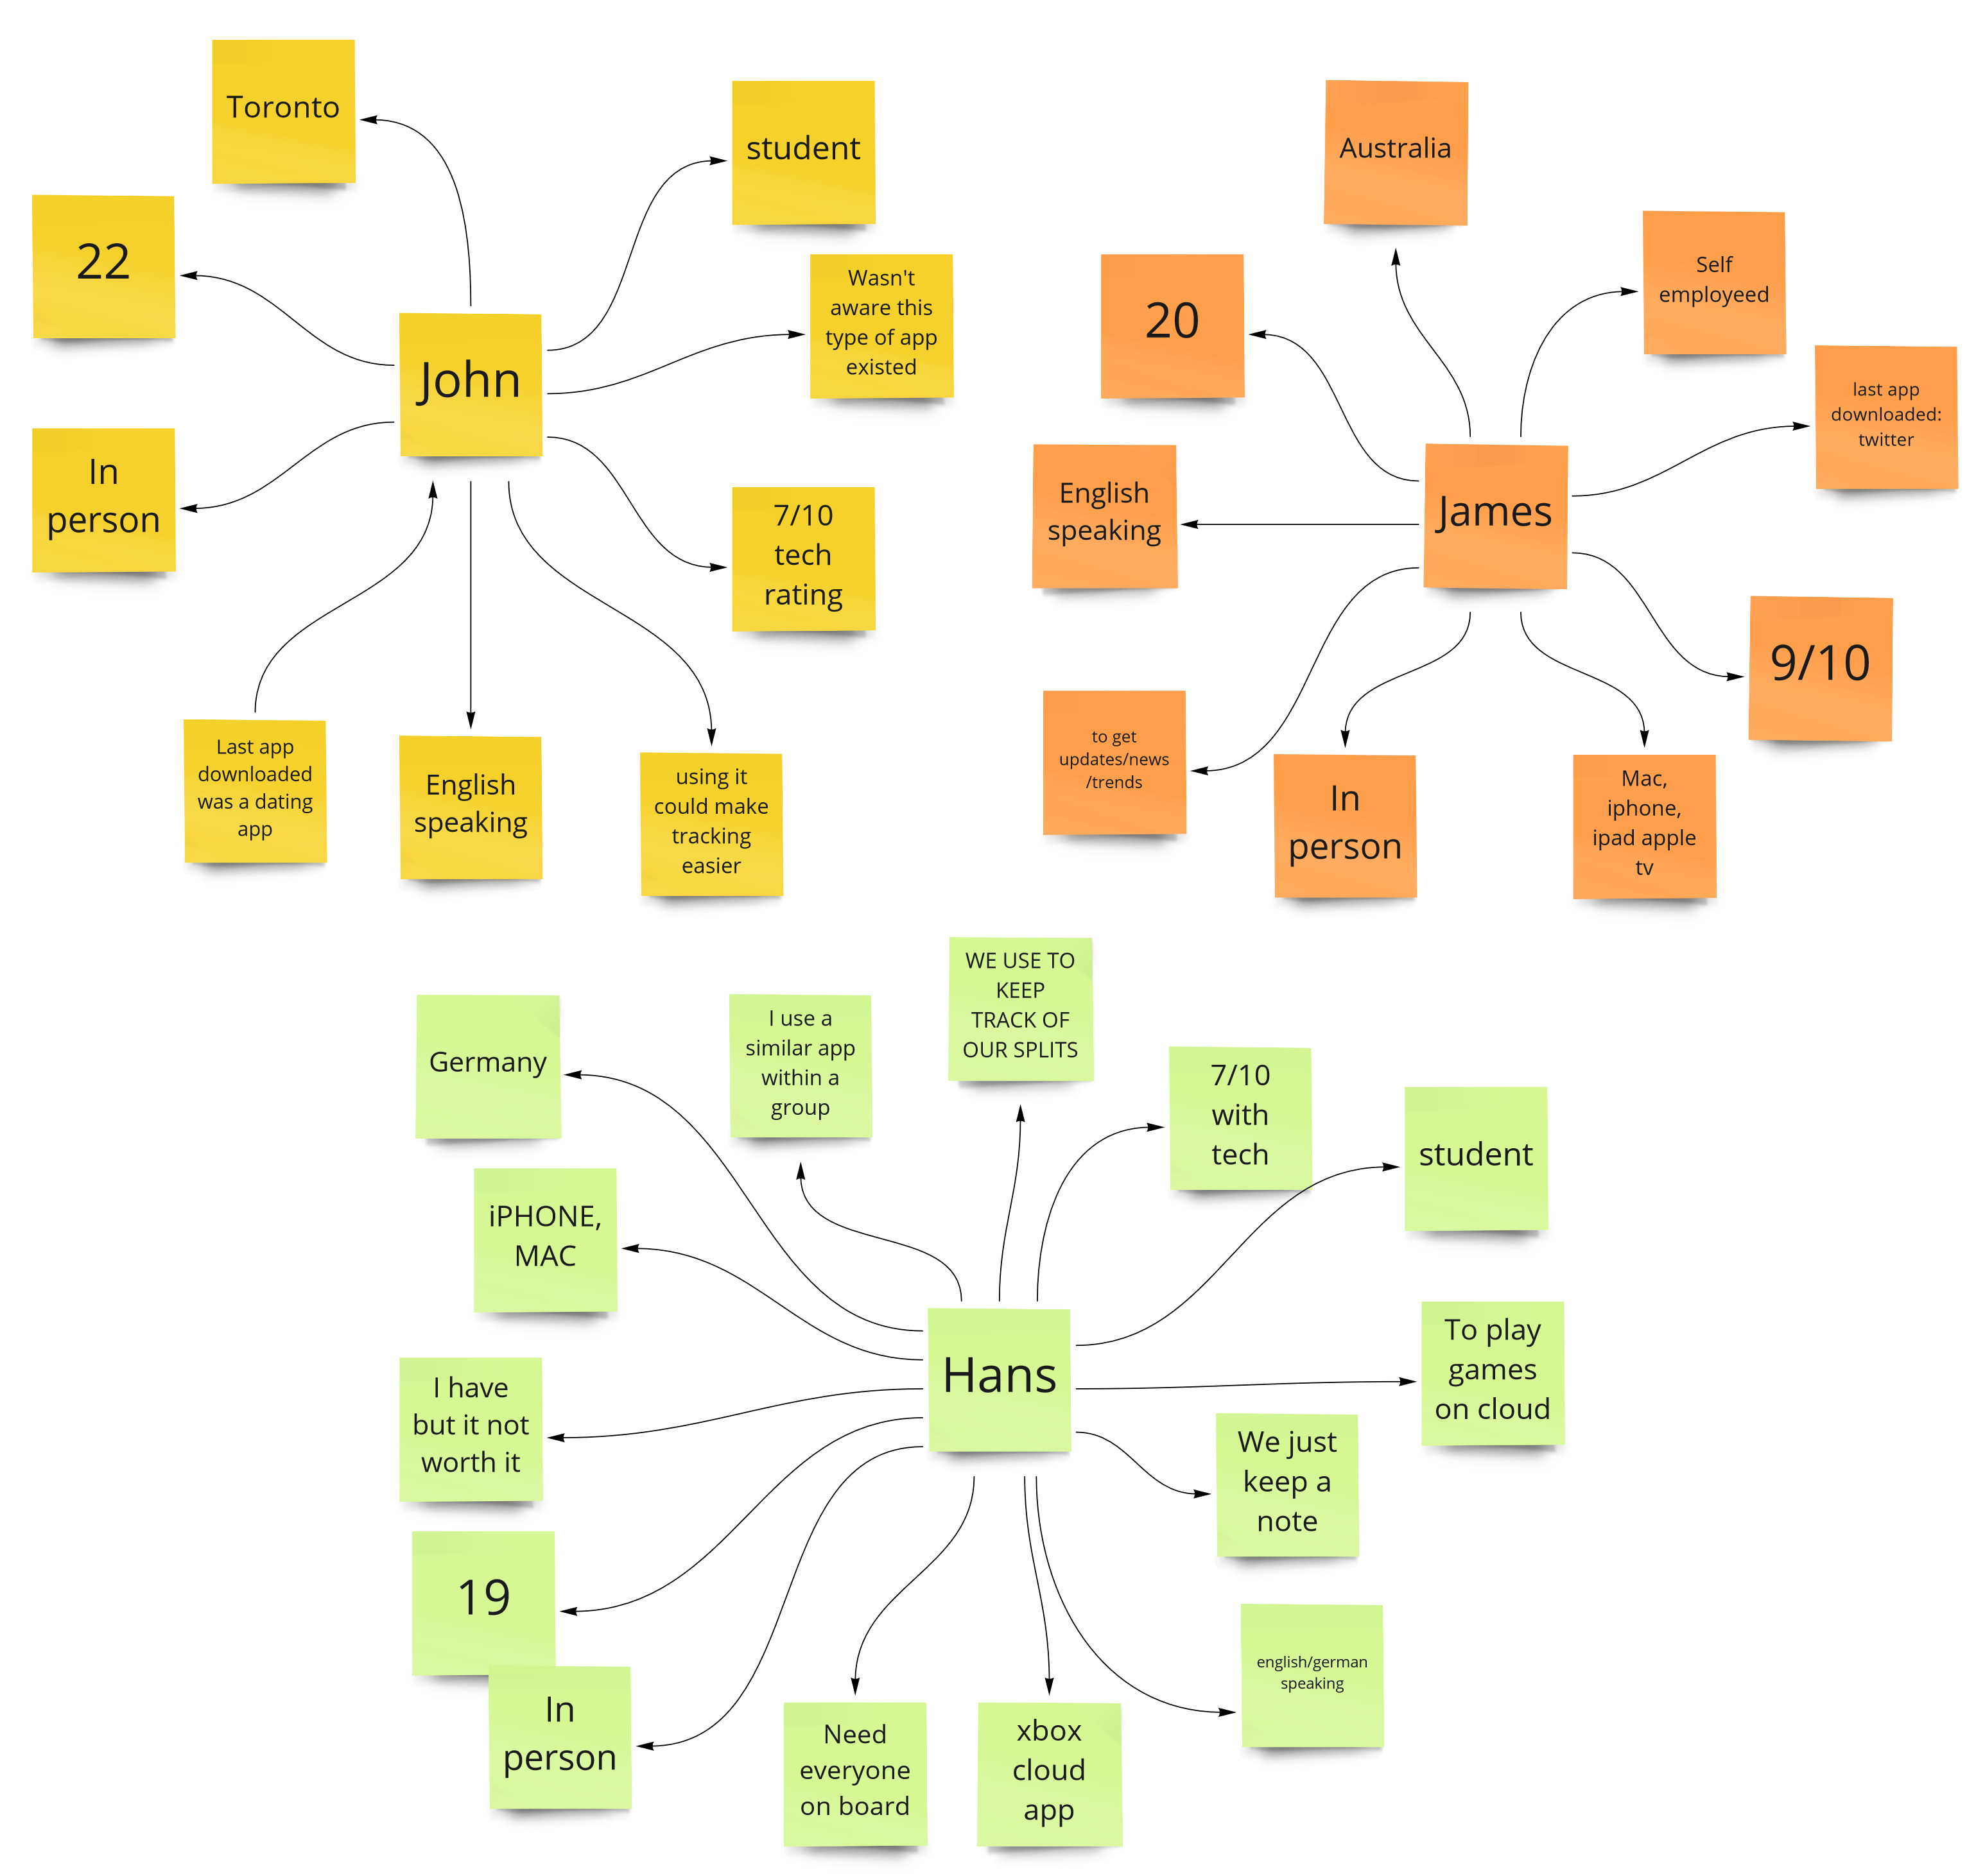 Toronto
student
22
Wasn't
aware this
type of app
existed
John
In
person
7/10
tech
rating
Last app
downloaded
was a dating
app
English
speaking
using it
could make
tracking
easier
Australia
Self
employeed
20
last app
downloaded:
twitter
English
speaking
James
9/10
to get
updates/news
/trends
In
person
Mac,
iphone,
ipad apple
tv
WE USE TO
KEEP
TRACK OF
OUR SPLITS
Germany
I use a
similar app
within a
group
7/10
with
tech
student
iPHONE,
MAC
Hans
To play
games
on cloud
I have
but it not
worth it
We just
keep a
note
19
english/german
speaking
In
person
Need
everyone
on board
xbox
cloud
app